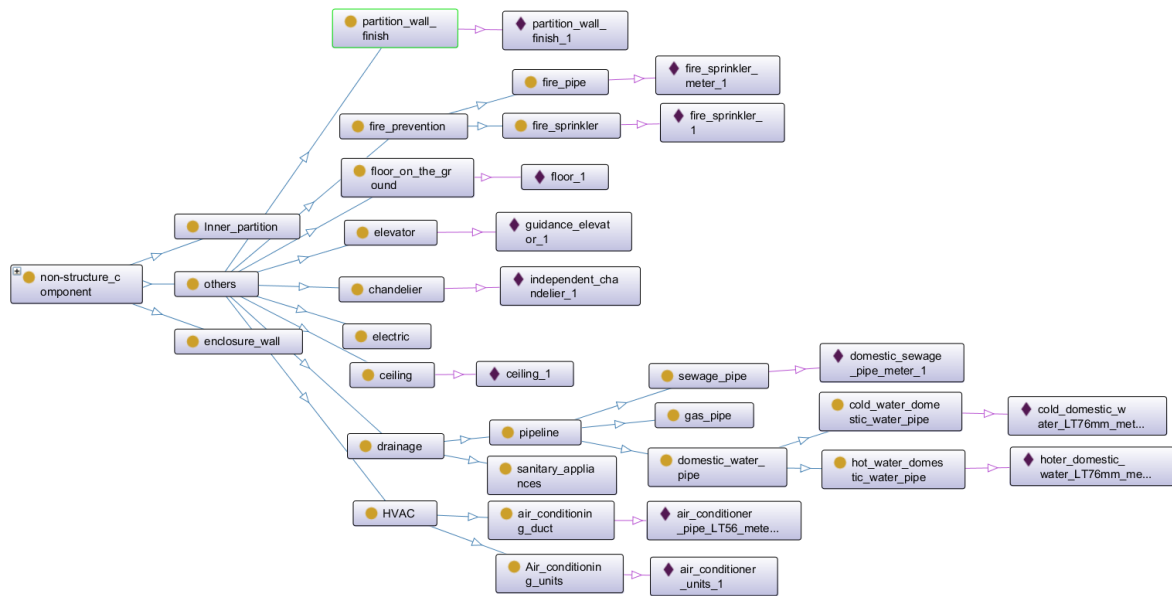 partition_wall_
finish
partition_wall_
finish_1
fire_pipe
fire_sprinkler_
meter_1
fire_prevention
fire_sprinkler
fire_sprinkler_
1
floor_on_the_gr
ound
floor_1
Inner_partition
elevator
guidance_elevat
or_1
non-structure_c
omponent
others
chandelier
independent_cha
ndelier_1
enclosure_wall
electric
ceiling
ceiling_1
sewage_pipe
domestic_sewage
_pipe_meter_1
gas_pipe
cold_water_dome
stic_water_pipe
cold_domestic_w
ater_LT76mm_met...
drainage
pipeline
domestic_water_
pipe
hot_water_domes
tic_water_pipe
hoter_domestic_
water_LT76mm_me...
sanitary_applia
nces
HVAC
air_conditionin
g_duct
air_conditioner
_pipe_LT56_mete...
Air_conditionin
g_units
air_conditioner
_units_1